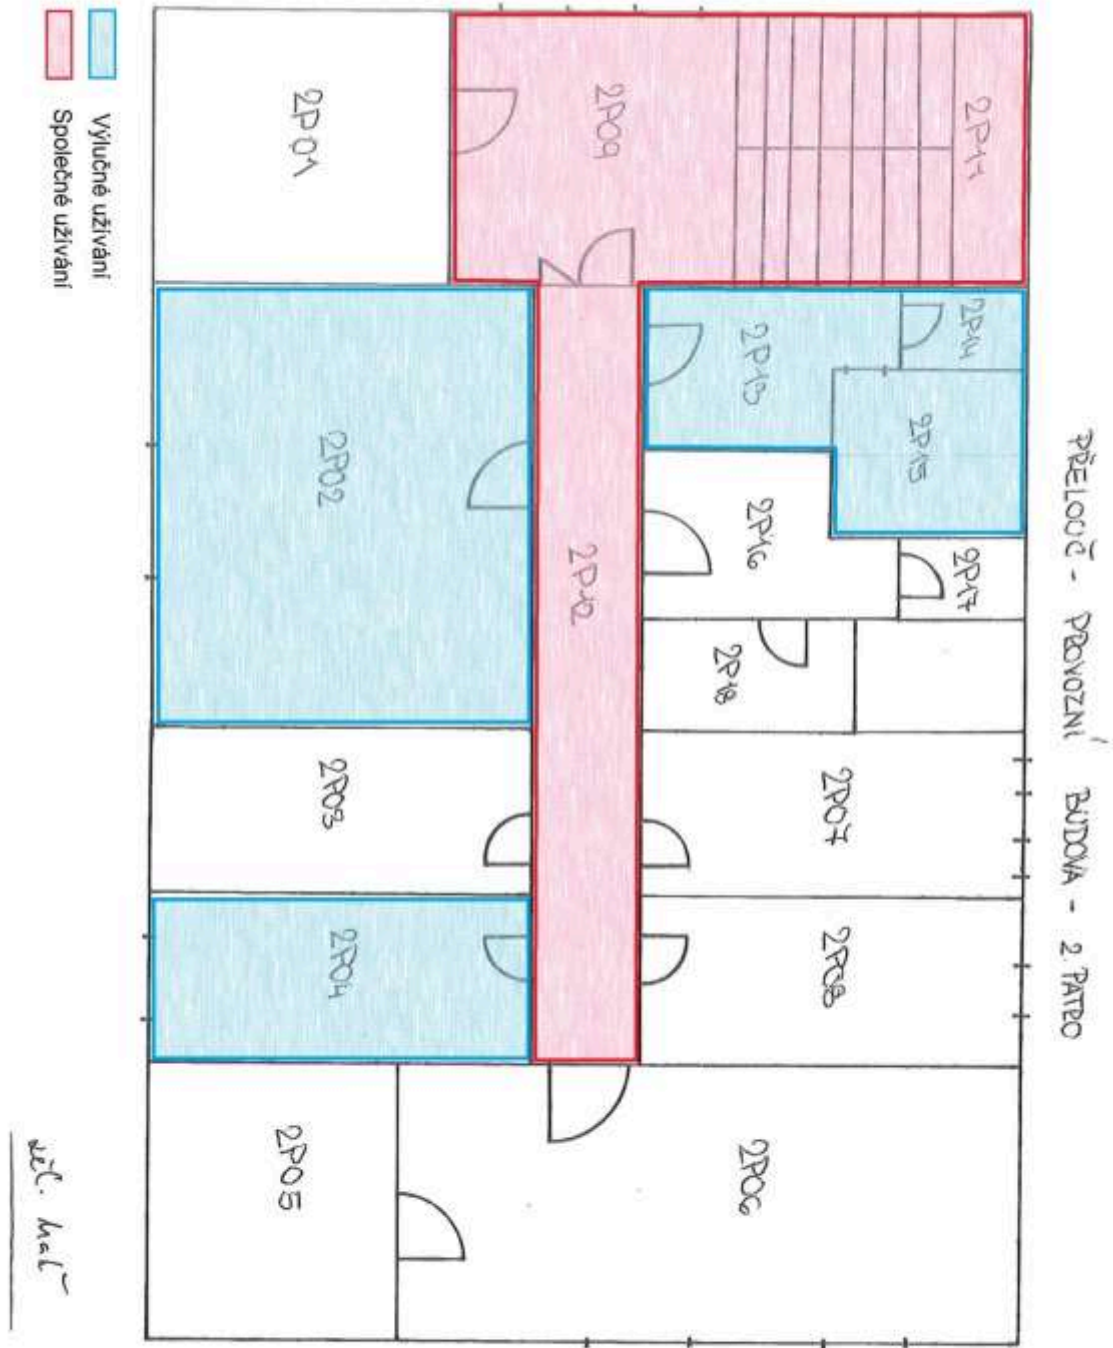 PŘELOUČ - PROVOZNÍ BUDOVA - 2. PATRO
2P11
2P09
2P01
2P14
2P13
2P15
2P02
2P12
2P16
2P17
2P18
2P03
2P07
2P04
2P08
2P05
2P06
Výlučné užívání
Společné užívání